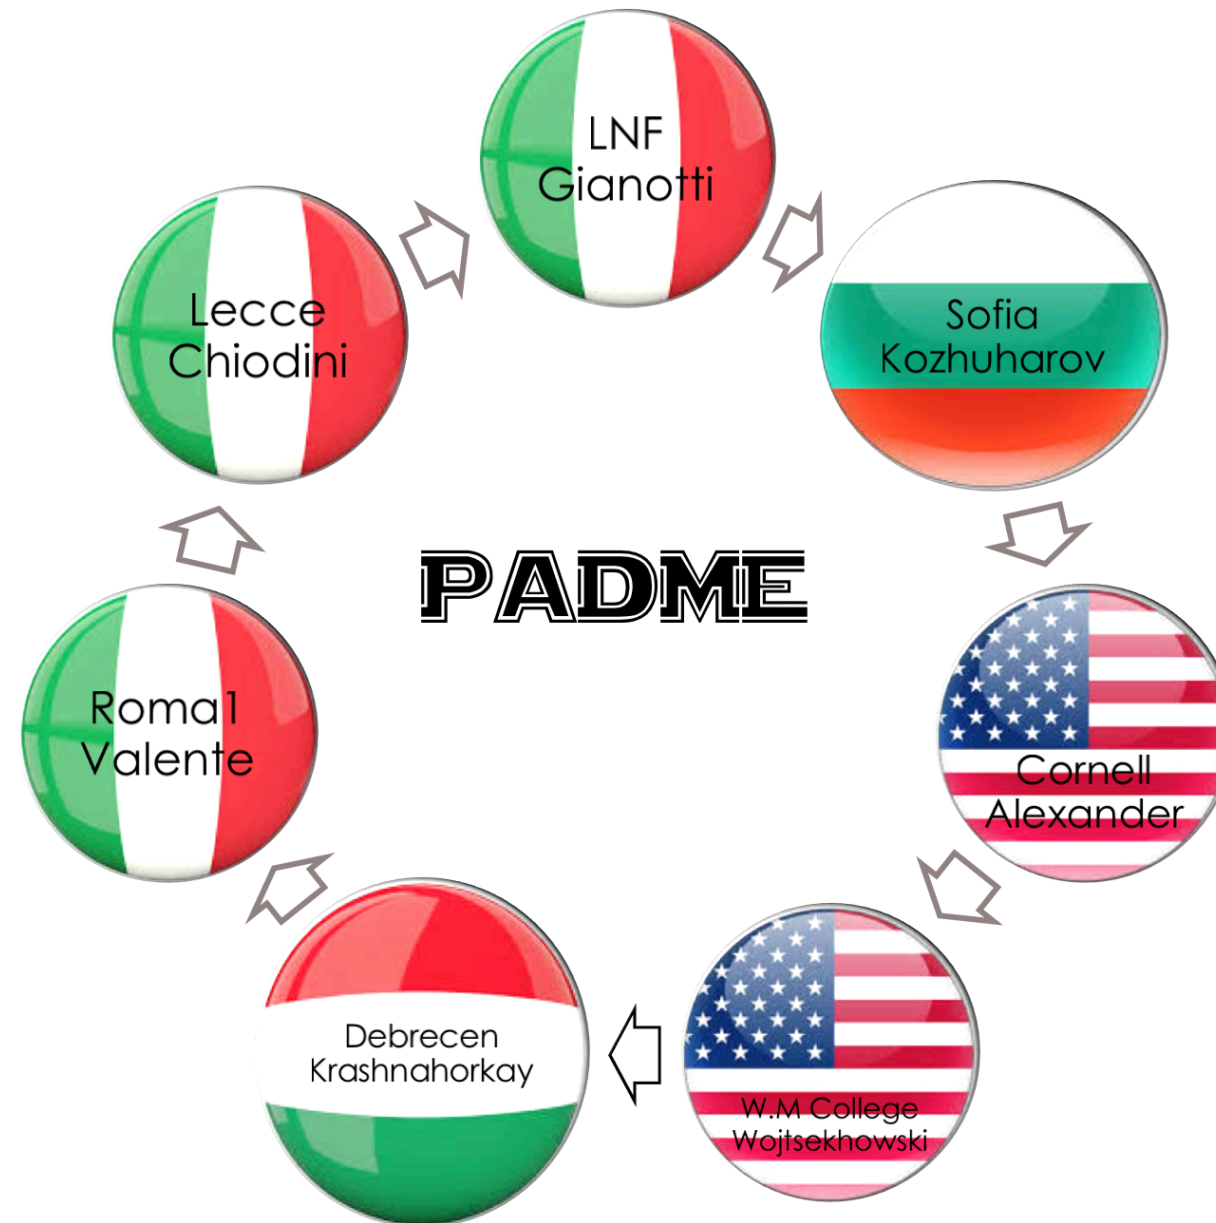 LNF
Gianotti
Lecce
Chiodini
Sofia
Kozhuharov
PADME
Roma1
Valente
Cornell
Alexander
Debrecen
Krashnahorkay
W.M College
Wojtsekhowski